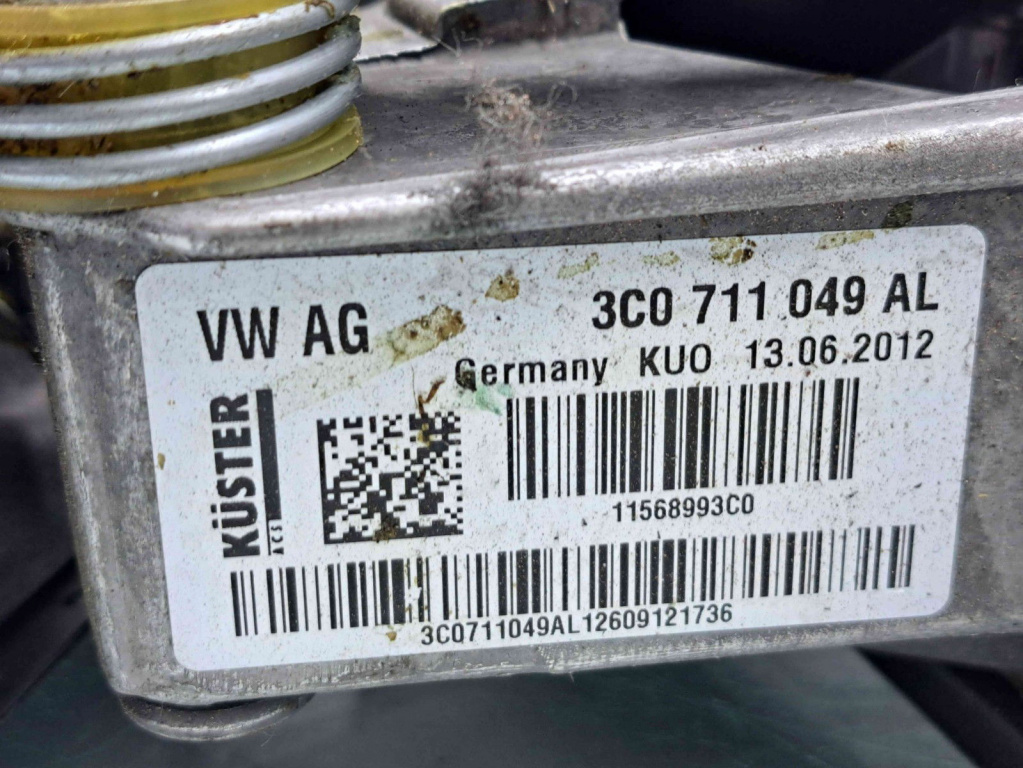 VW AG
3C0 711 049 AL
Germany KUO 13.06.2012
KÜSTER
ACS
11568993C0
3C0711049AL12609121736